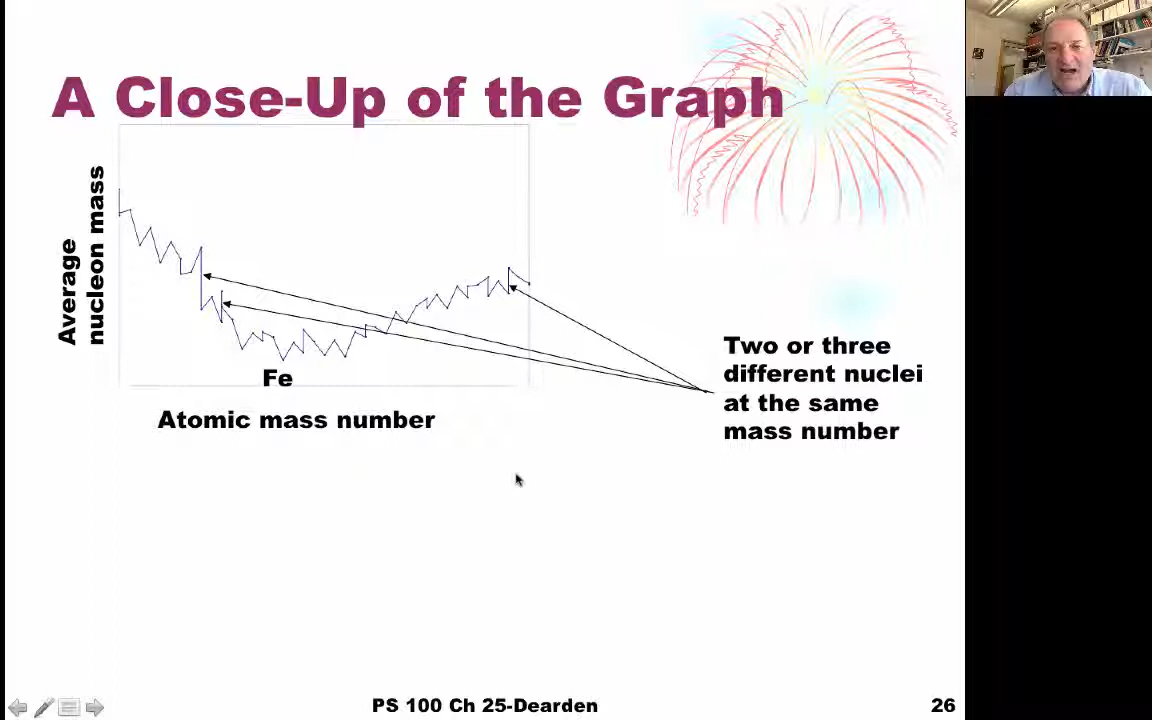 A Close-Up of the Graph
Average
nucleon mass
Fe
Atomic mass number
Two or three
different nuclei
at the same
mass number
PS 100 Ch 25-Dearden
26